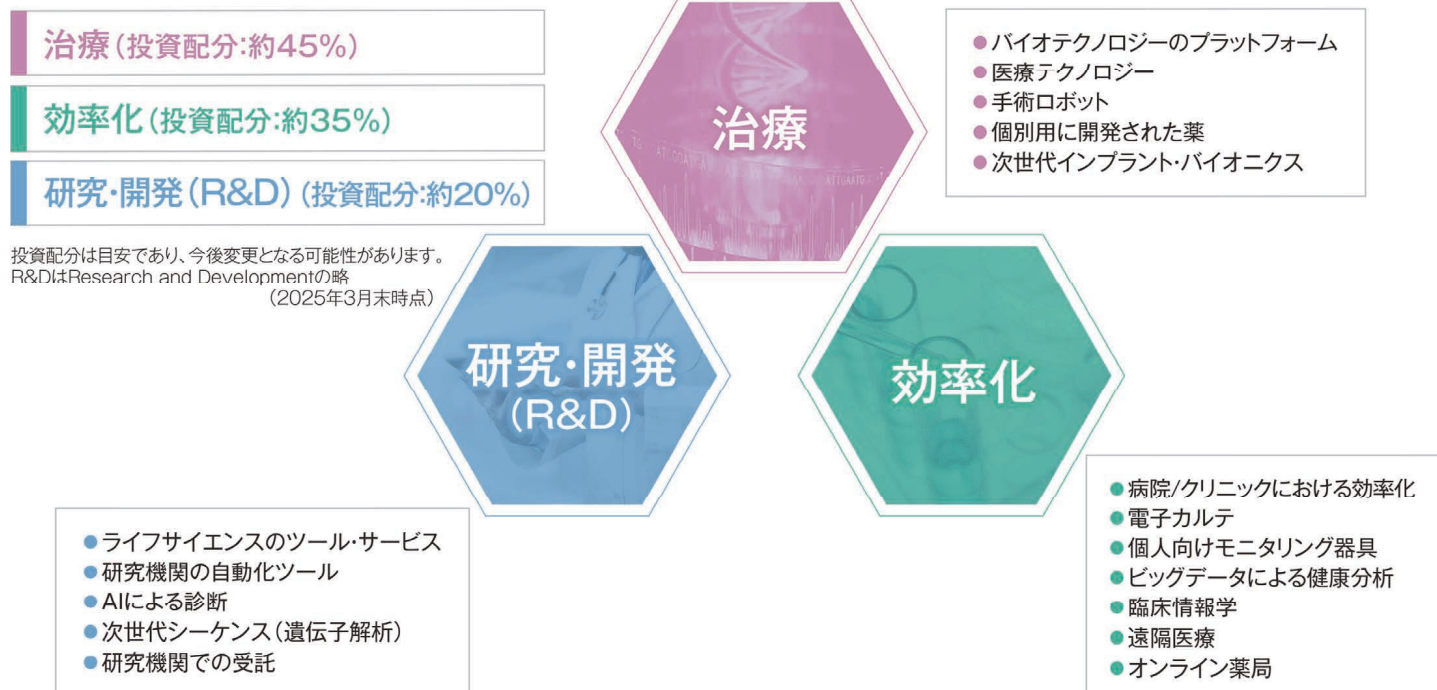 治療(投資配分:約45%)
効率化(投資配分:約35%)
研究・開発(R&D)(投資配分:約20%)
投資配分は目安であり、今後変更となる可能性があります。
R&DはResearch and Developmentの略
(2025年3月末時点)
治療
● バイオテクノロジーのプラットフォーム
● 医療テクノロジー
● 手術ロボット
● 個別用に開発された薬
● 次世代インプラント・バイオニクス
研究・開発
(R&D)
● ライフサイエンスのツール・サービス
● 研究機関の自動化ツール
● AIによる診断
● 次世代シーケンス(遺伝子解析)
● 研究機関での受託
効率化
● 病院/クリニックにおける効率化
● 電子カルテ
● 個人向けモニタリング器具
● ビッグデータによる健康分析
● 臨床情報学
● 遠隔医療
● オンライン薬局